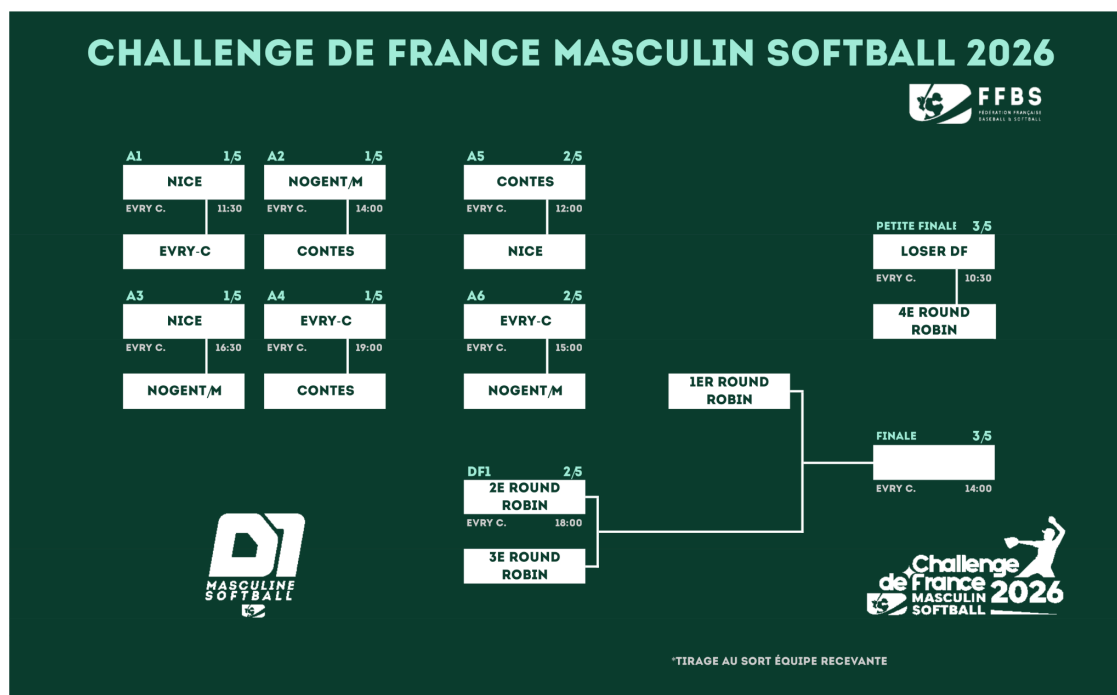 CHALLENGE DE FRANCE MASCULIN SOFTBALL 2026
FFBS
FÉDÉRATION FRANÇAISE
BASEBALL & SOFTBALL
A1 1/5
NICE
EVRY C. 11:30
EVRY-C
A2 1/5
NOGENT/M
EVRY C. 14:00
CONTES
A5 2/5
CONTES
EVRY C. 12:00
NICE
PETITE FINALE 3/5
LOSER DF
EVRY C. 10:30
4E ROUND
ROBIN
A3 1/5
NICE
EVRY C. 16:30
NOGENT/M
A4 1/5
EVRY-C
EVRY C. 19:00
CONTES
A6 2/5
EVRY-C
EVRY C. 15:00
NOGENT/M
1ER ROUND
ROBIN
FINALE 3/5
EVRY C. 14:00
DF1 2/5
2E ROUND
ROBIN
EVRY C. 18:00
3E ROUND
ROBIN
D1
MASCULINE
SOFTBALL
Challenge
de France
MASCULIN
SOFTBALL
2026
*TIRAGE AU SORT ÉQUIPE RECEVANTE